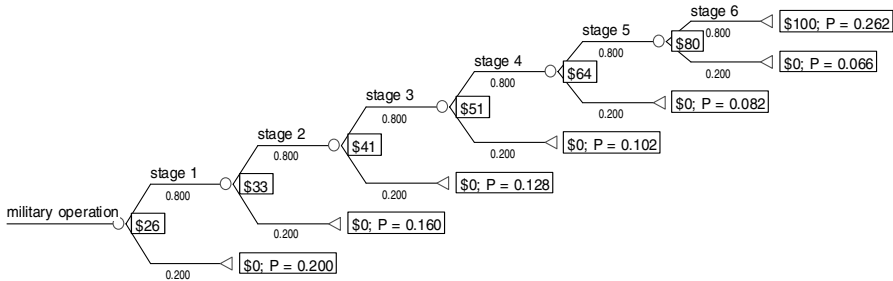 stage 6
0.800
$100; P = 0.262
stage 5
0.800
$80
0.200
$0; P = 0.066
stage 4
0.800
$64
0.200
$0; P = 0.082
stage 3
0.800
$51
0.200
$0; P = 0.102
stage 2
0.800
$41
0.200
$0; P = 0.128
stage 1
0.800
$33
0.200
$0; P = 0.160
military operation
$26
0.200
$0; P = 0.200